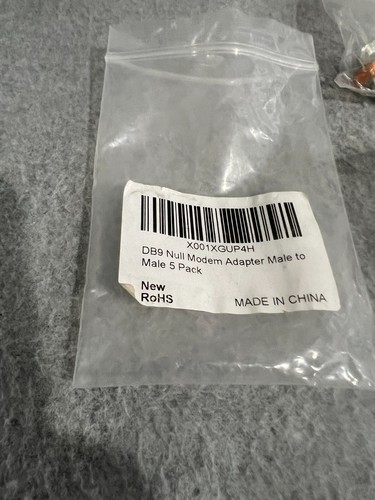 X001XGUP4H
DB9 Null Modem Adapter Male to
Male 5 Pack
New
RoHS
MADE IN CHINA